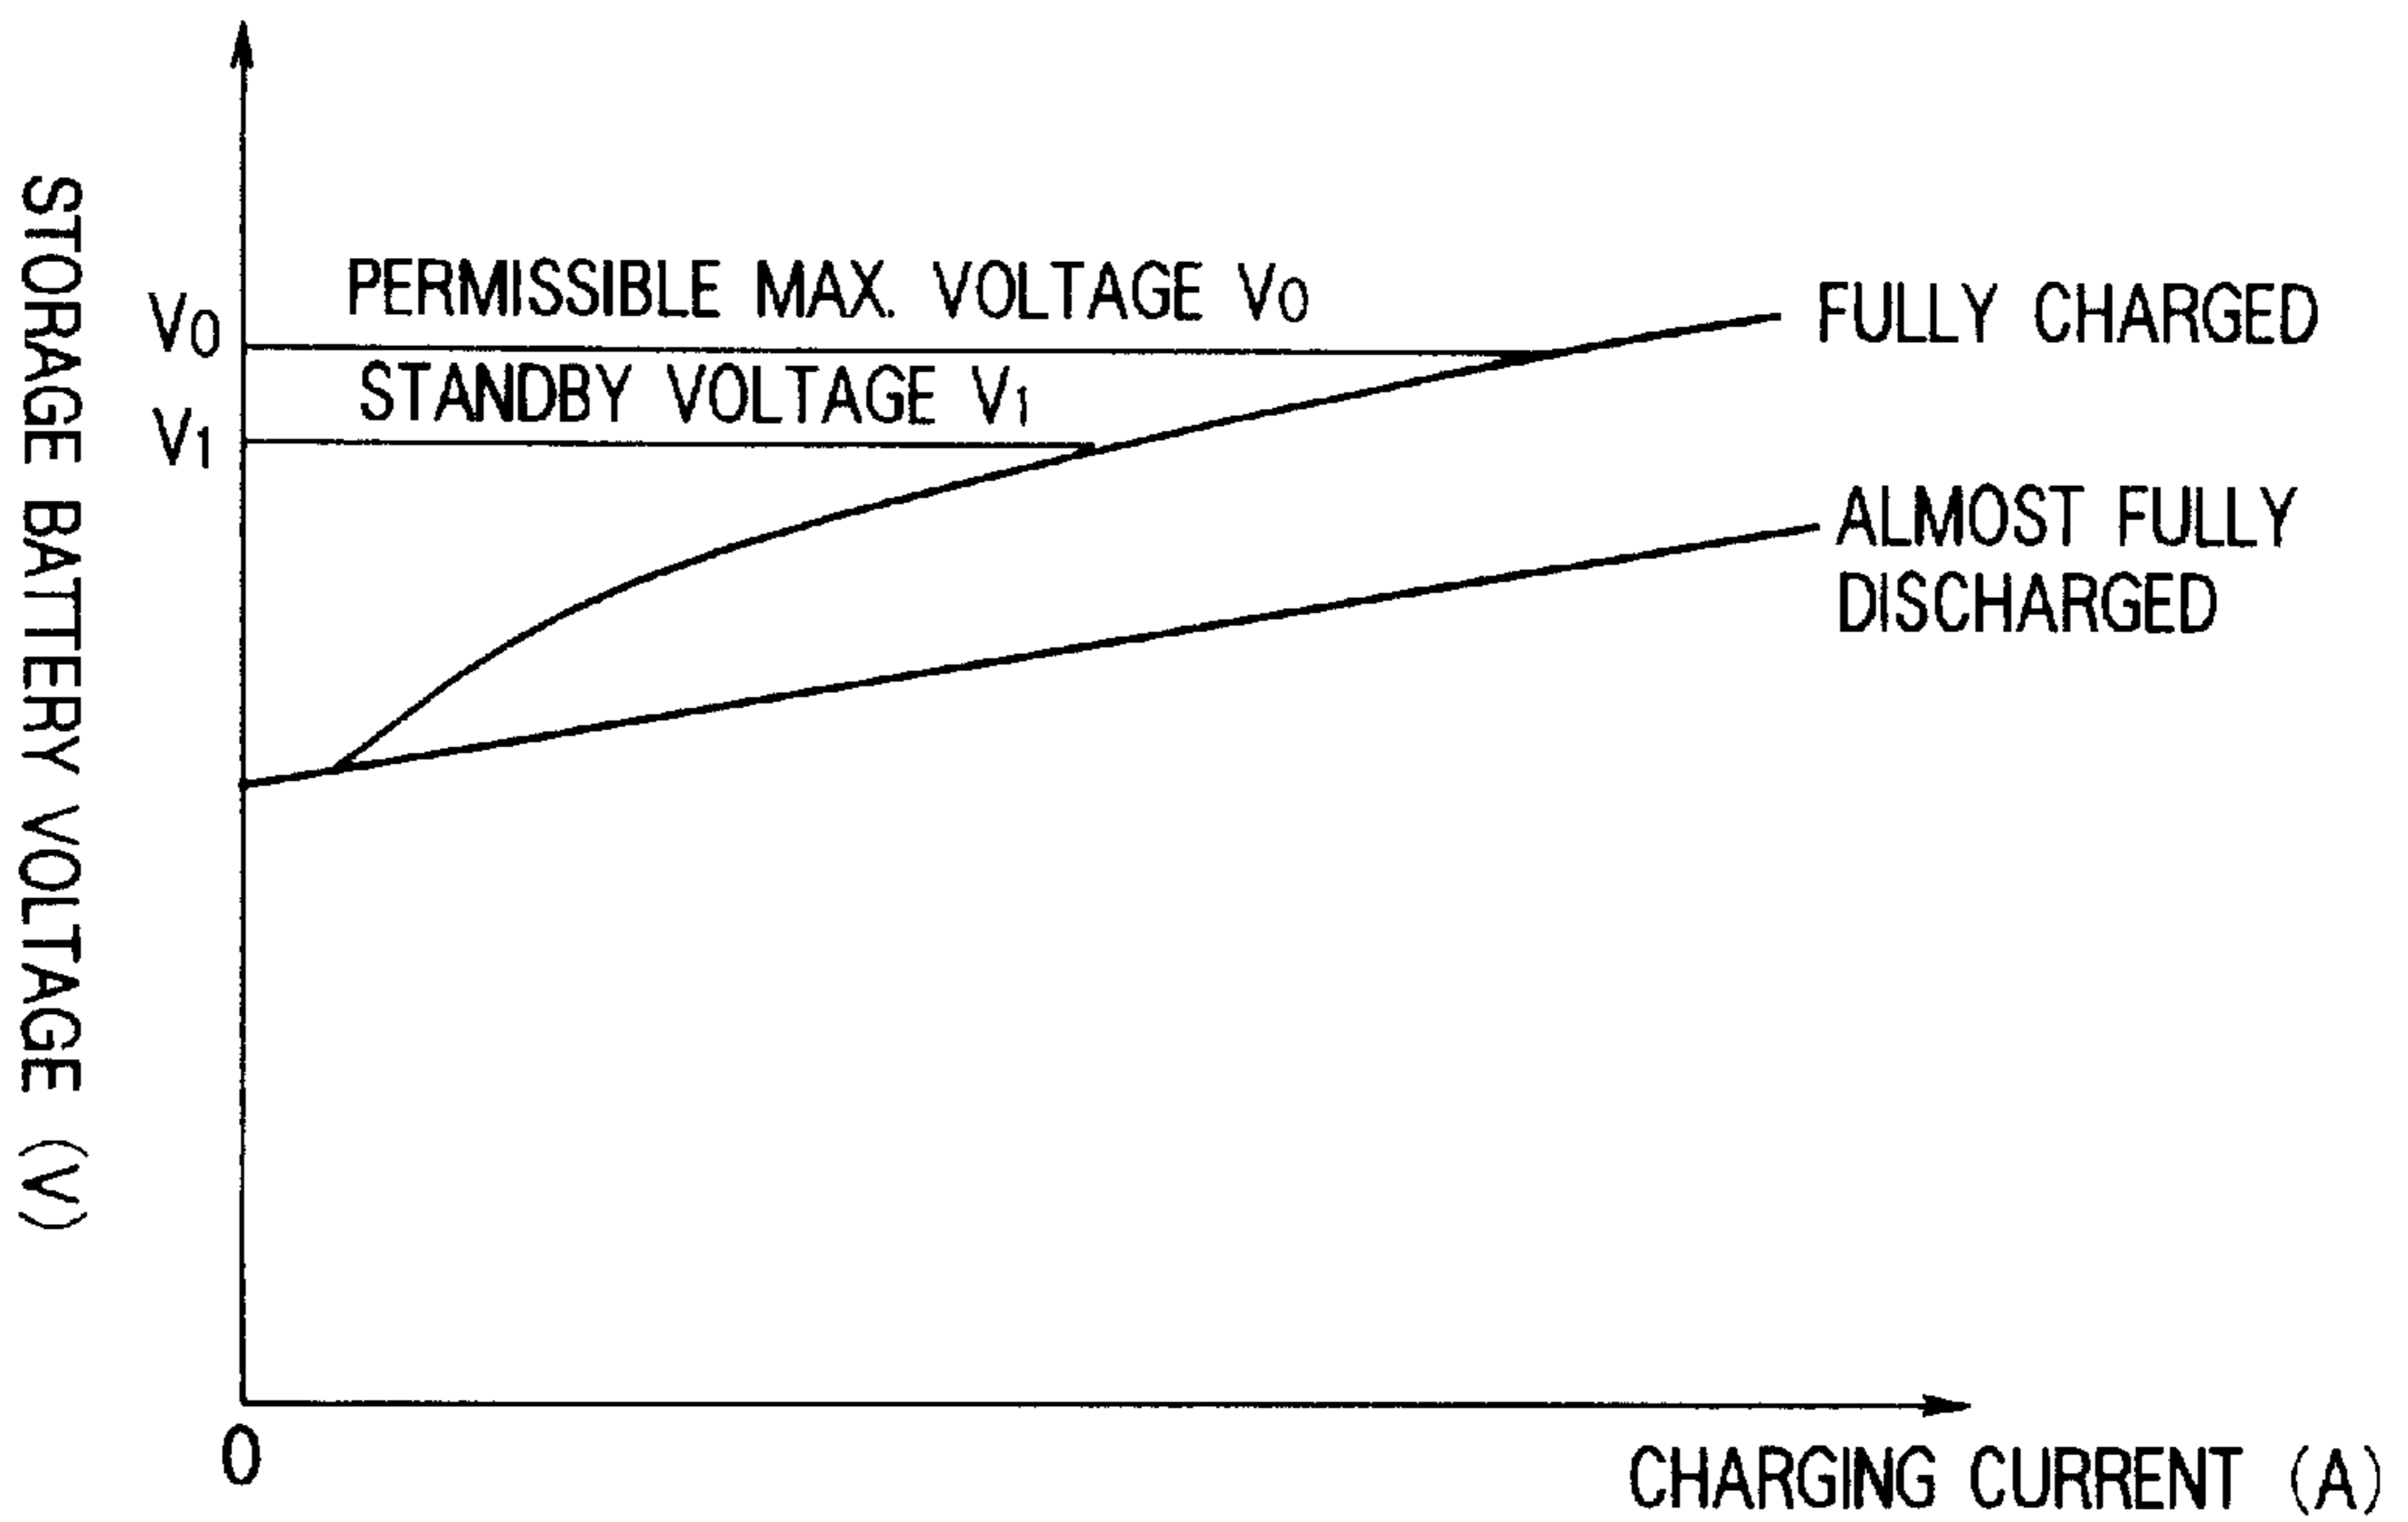 STORAGE BATTERY VOLTAGE (V)
PERMISSIBLE MAX. VOLTAGE V0
V0
FULLY CHARGED
STANDBY VOLTAGE V1
V1
ALMOST FULLY
DISCHARGED
0
CHARGING CURRENT (A)